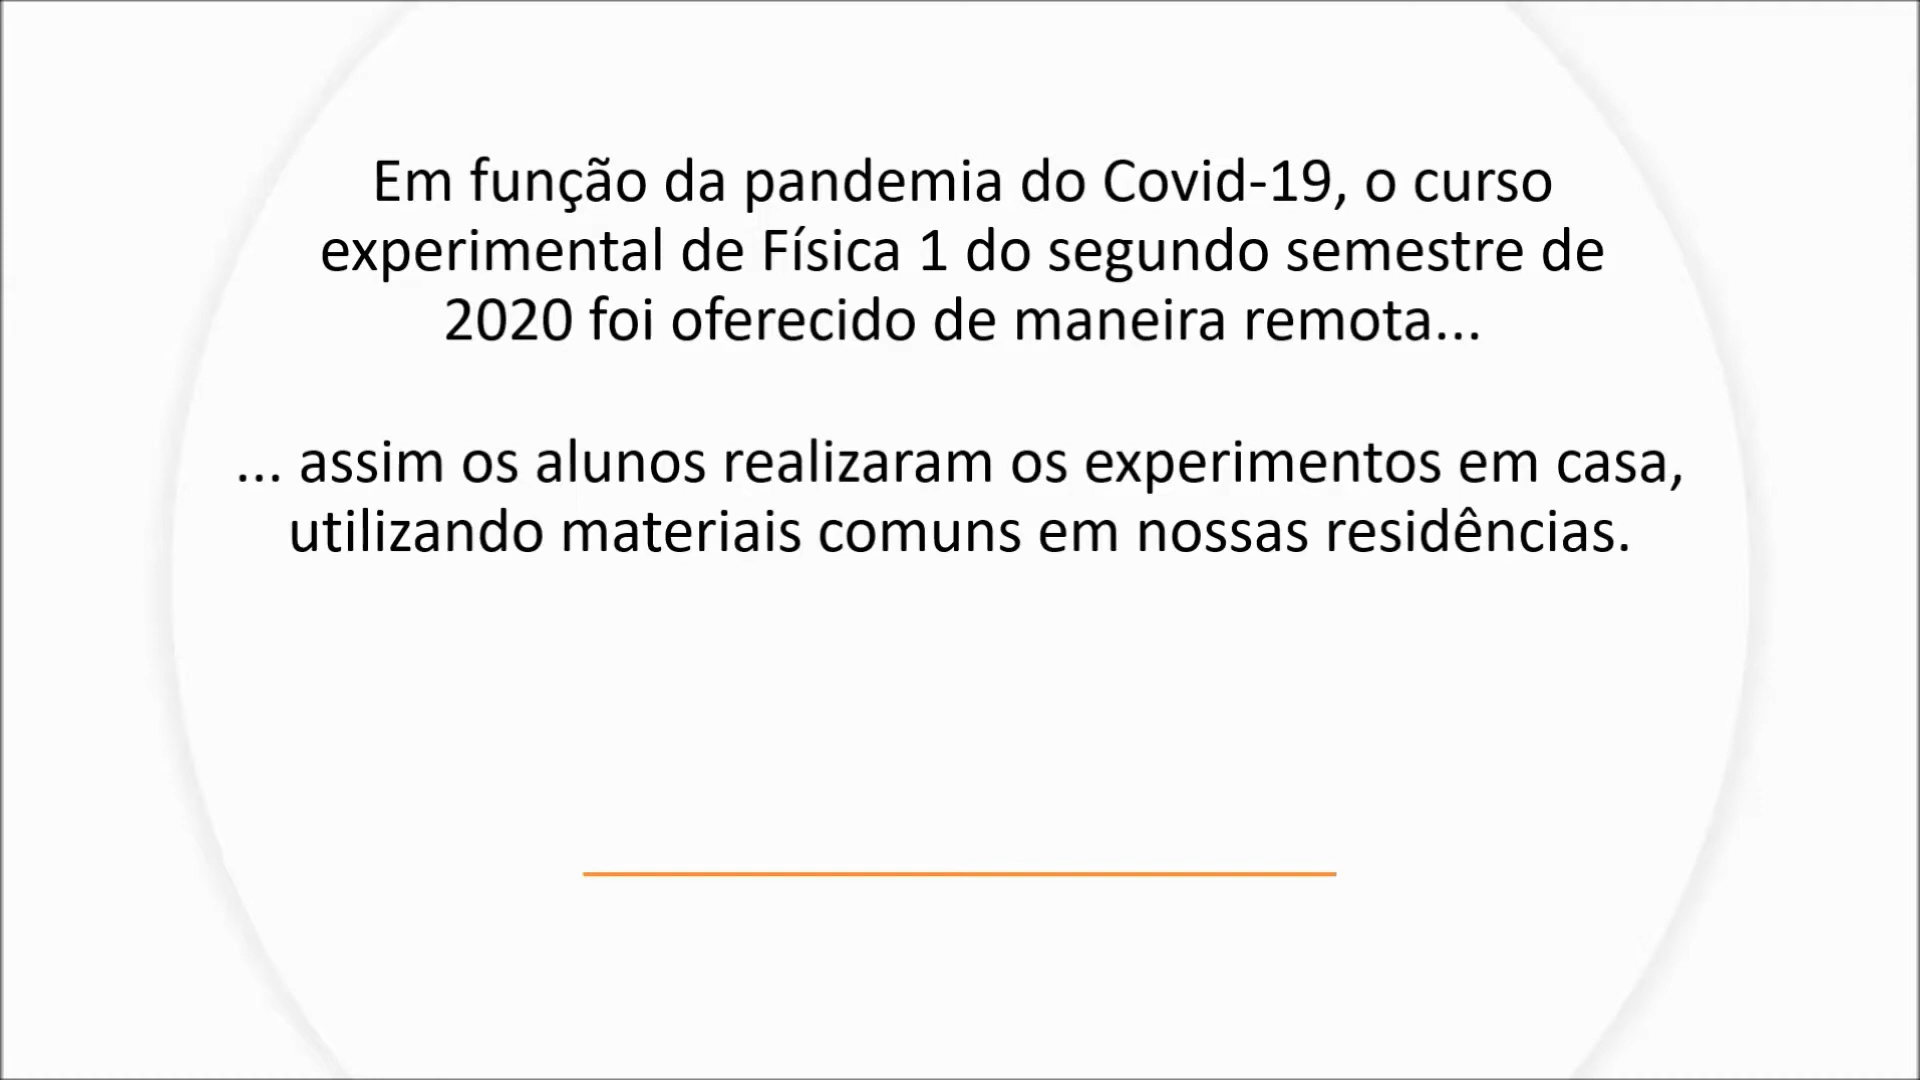 Em função da pandemia do Covid-19, o curso
experimental de Física 1 do segundo semestre de
2020 foi oferecido de maneira remota...
... assim os alunos realizaram os experimentos em casa,
utilizando materiais comuns em nossas residências.